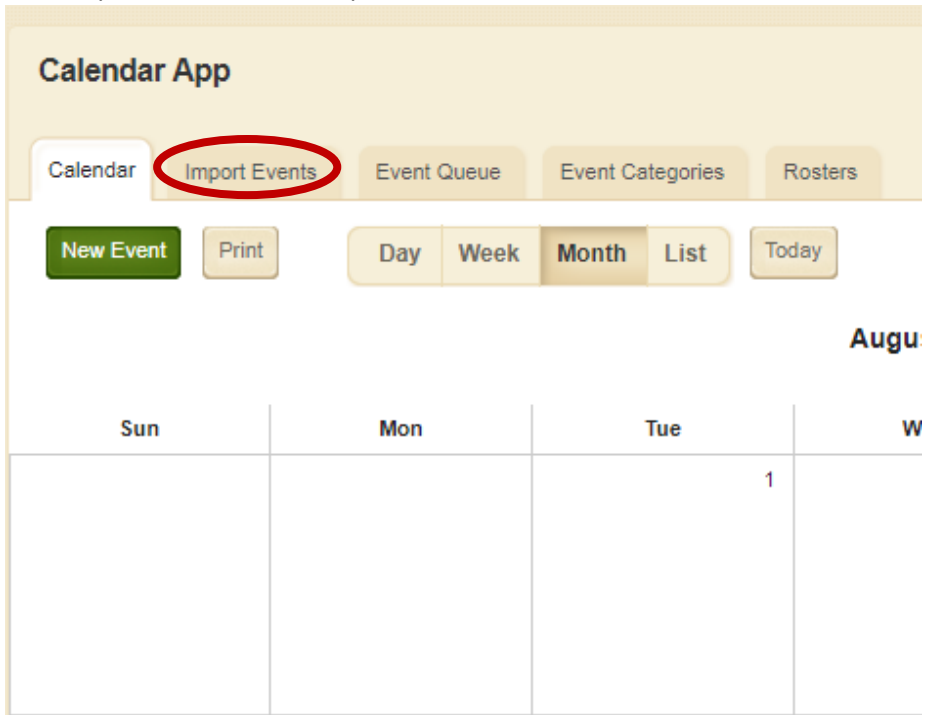 Calendar App
Calendar Import Events Event Queue Event Categories Rosters
New Event Print Day Week Month List Today
Sun Mon Tue
1